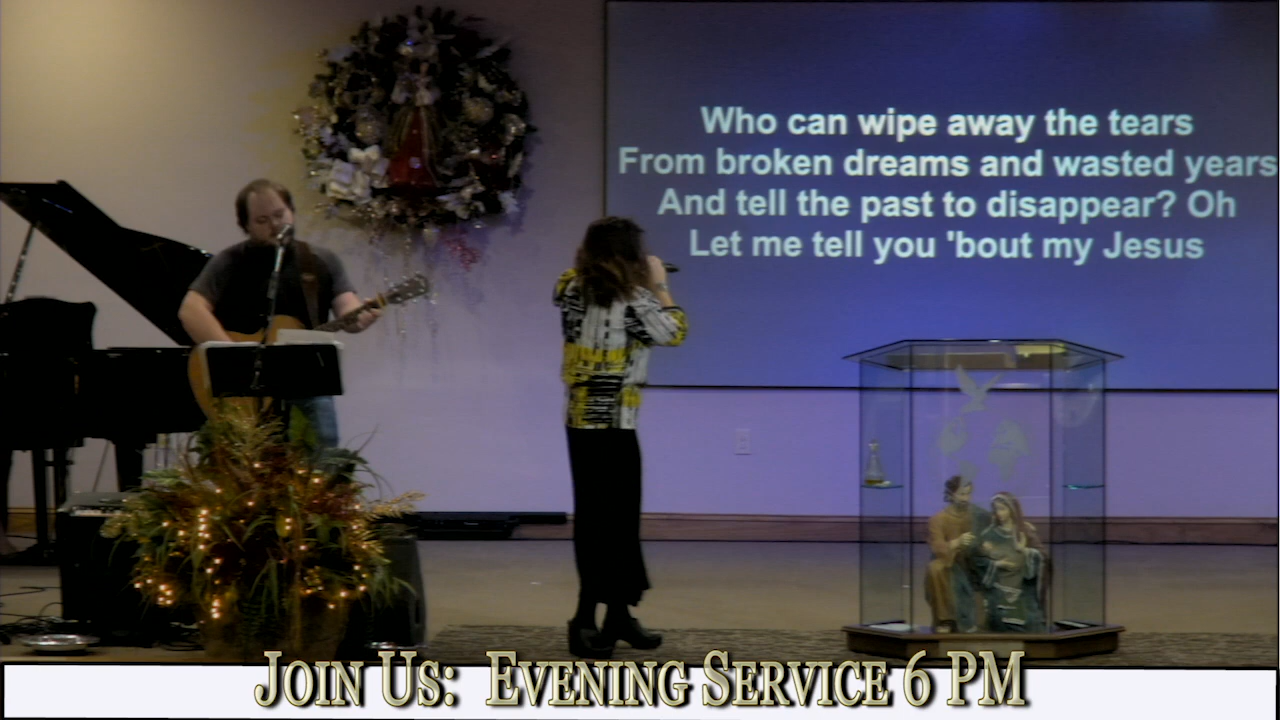 Who can wipe away the tears
From broken dreams and wasted years
And tell the past to disappear? Oh
Let me tell you 'bout my Jesus
Join Us: Evening Service 6 PM